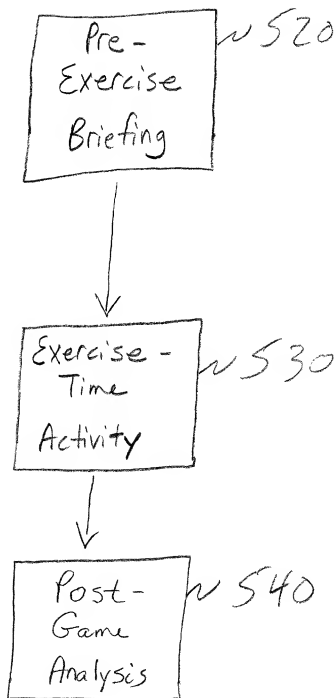 Pre-
Exercise
Briefing
520
Exercise-
Time
Activity
530
Post-
Game
Analysis
540